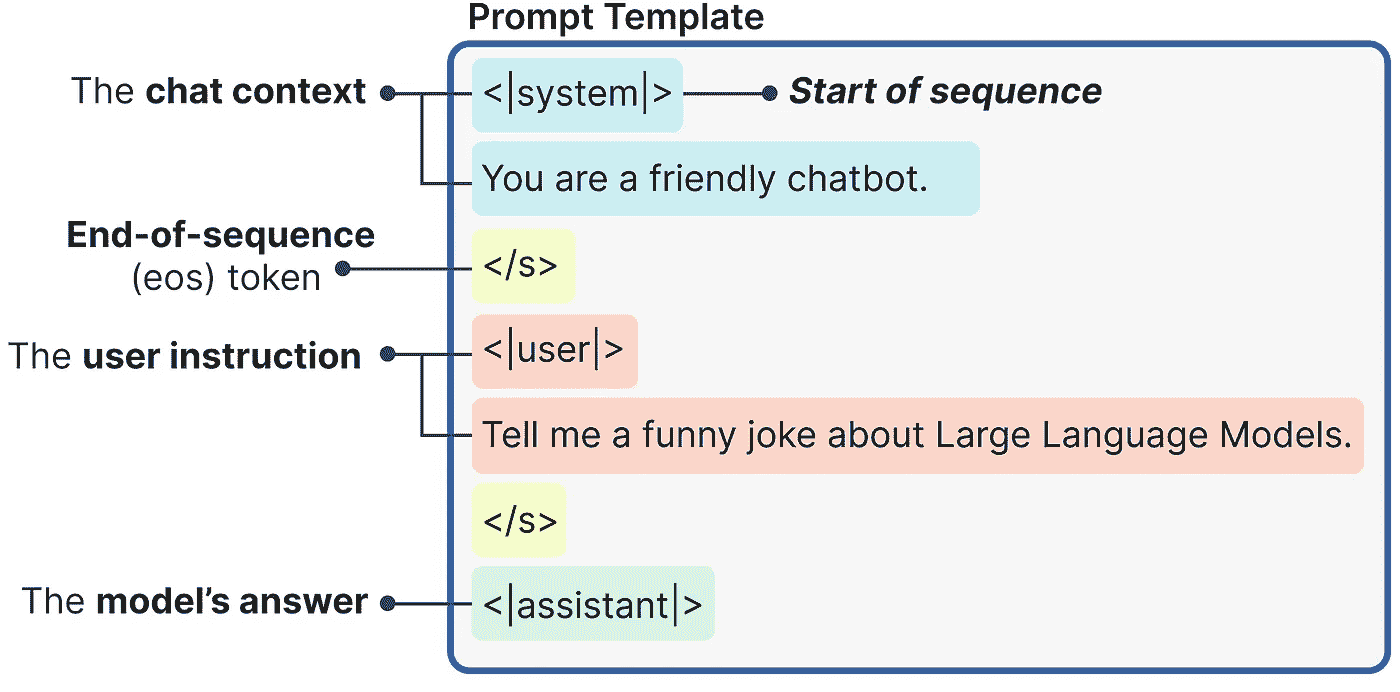 Prompt Template
The chat context
<|system|>
Start of sequence
You are a friendly chatbot.
End-of-sequence
(eos) token
</s>
The user instruction
<|user|>
Tell me a funny joke about Large Language Models.
</s>
The model’s answer
<|assistant|>